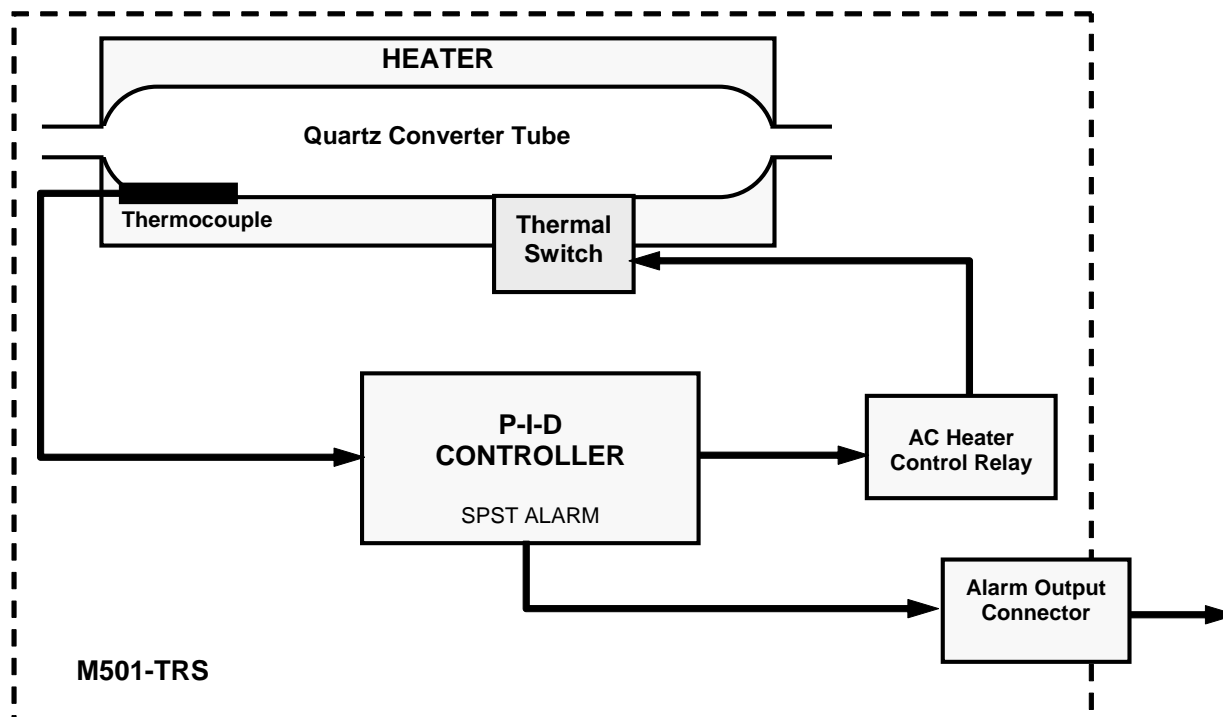 HEATER
Quartz Converter Tube
Thermocouple
Thermal
Switch
P-I-D
CONTROLLER
SPST ALARM
AC Heater
Control Relay
Alarm Output
Connector
M501-TRS